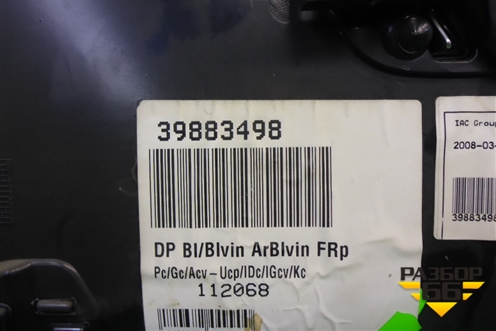 39883498
DP Bl/Blvin ArBlvin FRp
Pc/Gc/Acv-Ucp/IDc/IGcv/Kc
112068
IAC Grou
2008-03-
39883498
РАЗБОР
66